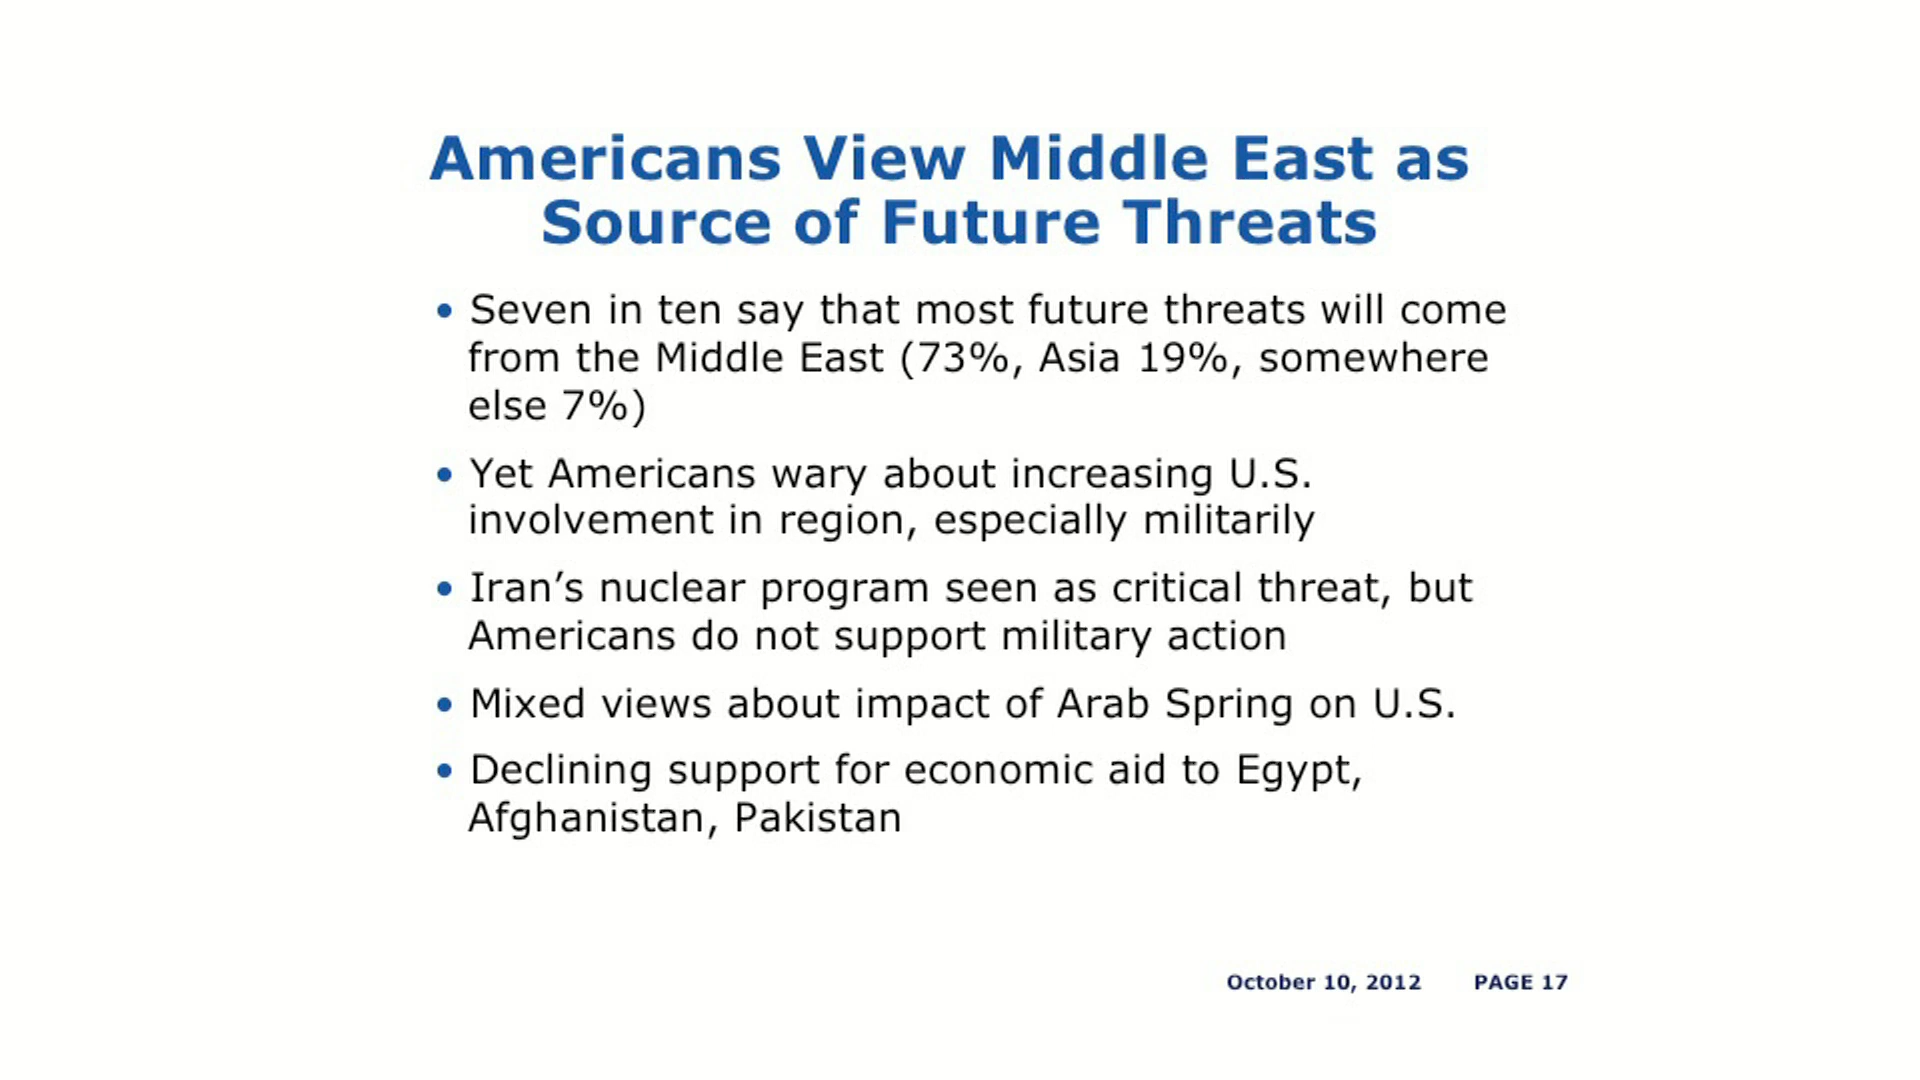 Americans View Middle East as
Source of Future Threats
• Seven in ten say that most future threats will come
from the Middle East (73%, Asia 19%, somewhere
else 7%)
• Yet Americans wary about increasing U.S.
involvement in region, especially militarily
• Iran’s nuclear program seen as critical threat, but
Americans do not support military action
• Mixed views about impact of Arab Spring on U.S.
• Declining support for economic aid to Egypt,
Afghanistan, Pakistan
October 10, 2012 PAGE 17